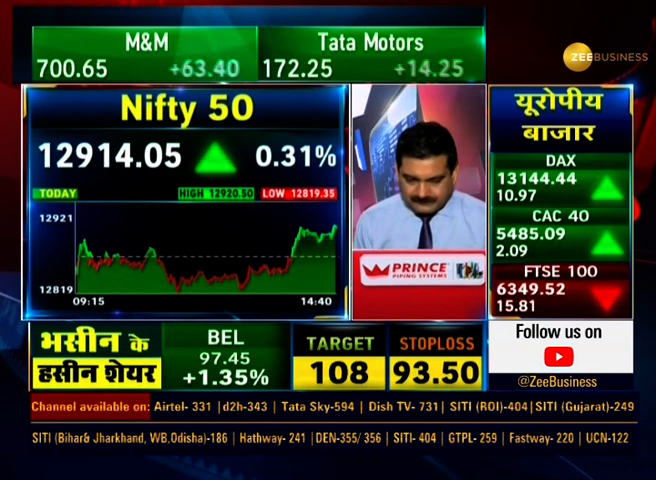 M&M
700.65 +63.40
Tata Motors
172.25 +14.25
ZEEBUSINESS
Nifty 50
12914.05 0.31%
TODAY HIGH 12920.50 LOW 12819.35
12921
12819
09:15 14:40
PRINCE
PIPING SYSTEMS
यूरोपीय
बाजार
DAX
13144.44
10.97
CAC 40
5485.09
2.09
FTSE 100
6349.52
15.81
भसीन के
हसीन शेयर
BEL
97.45
+1.35%
TARGET
108
STOPLOSS
93.50
Follow us on
@ZeeBusiness
Channel available on: Airtel- 331 |d2h-343 | Tata Sky-594 | Dish TV- 731| SITI (ROI)-404| SITI (Gujarat)-249
SITI (Bihar& Jharkhand, WB,Odisha)-186 | Hathway- 241 |DEN-355/ 356 | SITI- 404 | GTPL- 259 | Fastway- 220 | UCN-122